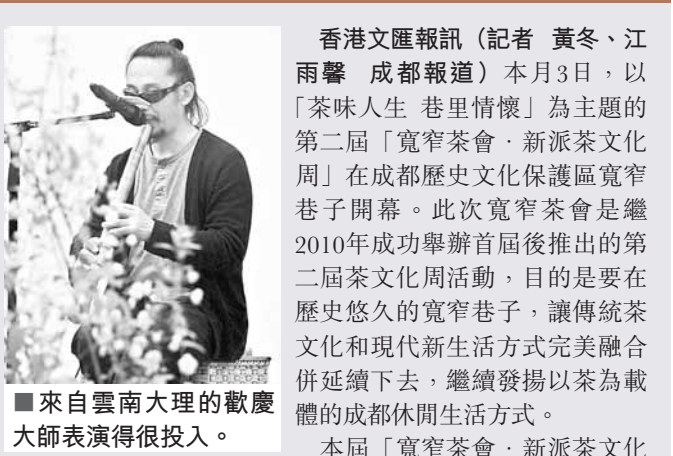 香港文匯報訊（記者 黃冬、江
雨馨 成都報道）本月3日，以
「茶味人生 巷里情懷」為主題的
第二屆「寬窄茶會．新派茶文化
周」在成都歷史文化保護區寬窄
巷子開幕。此次寬窄茶會是繼
2010年成功舉辦首屆後推出的第
二屆茶文化周活動，目的是要在
歷史悠久的寬窄巷子，讓傳統茶
文化和現代新生活方式完美融合
併延續下去，繼續發揚以茶為載
體的成都休閒生活方式。
本屆「寬窄茶會．新派茶文化
■來自雲南大理的歡慶
大師表演得很投入。